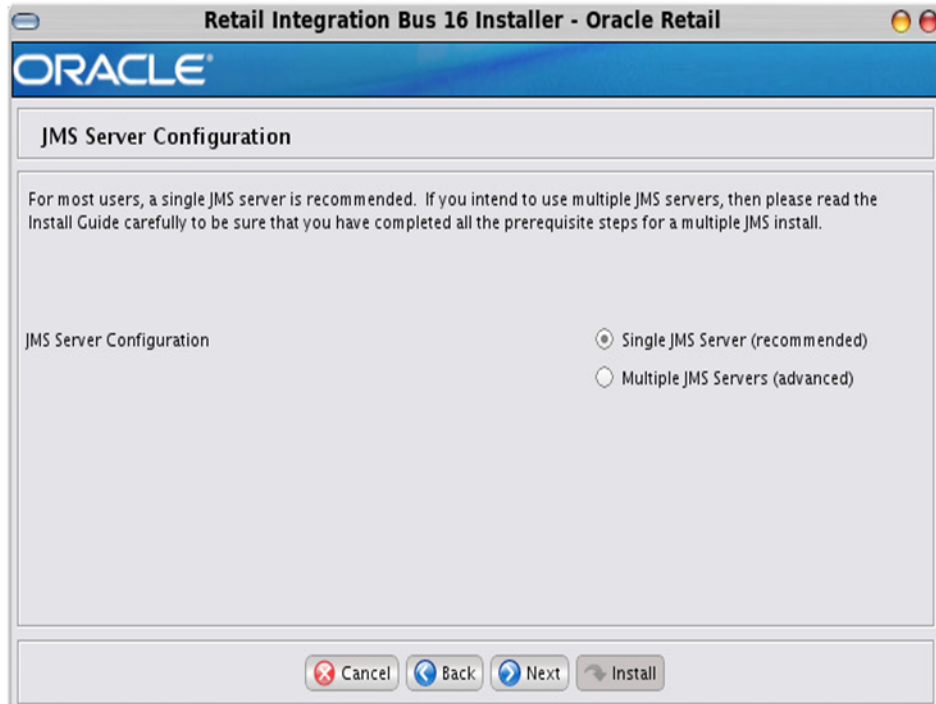 Retail Integration Bus 16 Installer - Oracle Retail
ORACLE®
JMS Server Configuration
For most users, a single JMS server is recommended. If you intend to use multiple JMS servers, then please read the
Install Guide carefully to be sure that you have completed all the prerequisite steps for a multiple JMS install.
JMS Server Configuration
Single JMS Server (recommended)
Multiple JMS Servers (advanced)
Cancel Back Next Install